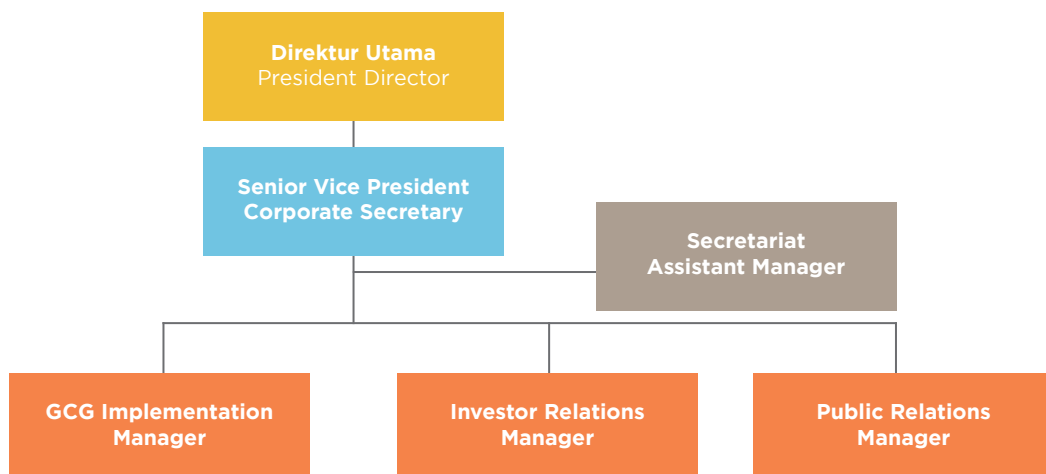 Direktur Utama
President Director
Senior Vice President
Corporate Secretary
Secretariat
Assistant Manager
GCG Implementation
Manager
Investor Relations
Manager
Public Relations
Manager